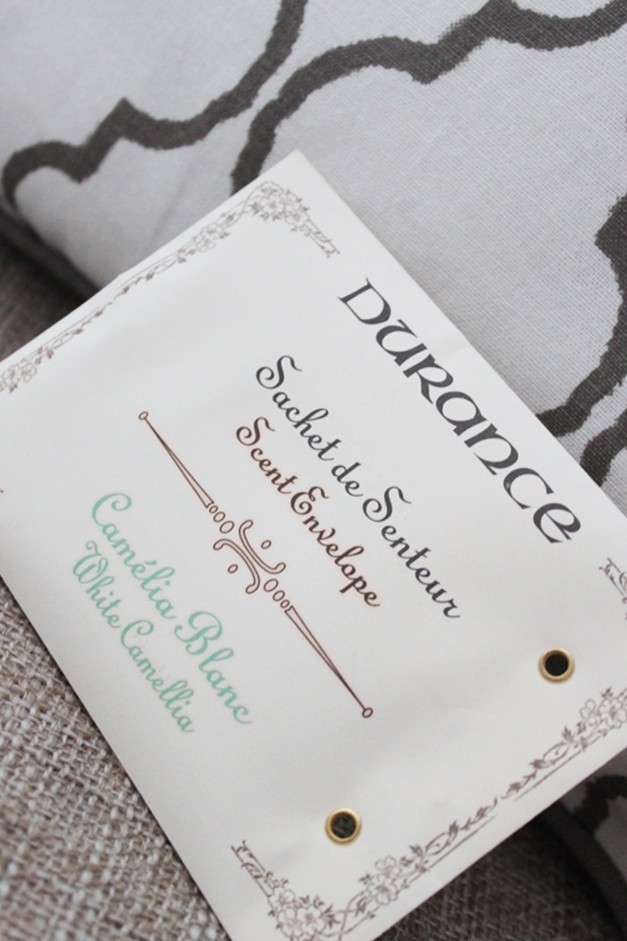 DURANCE
Sachet de Senteur
Scent Envelope
Camélia Blanc
White Camellia